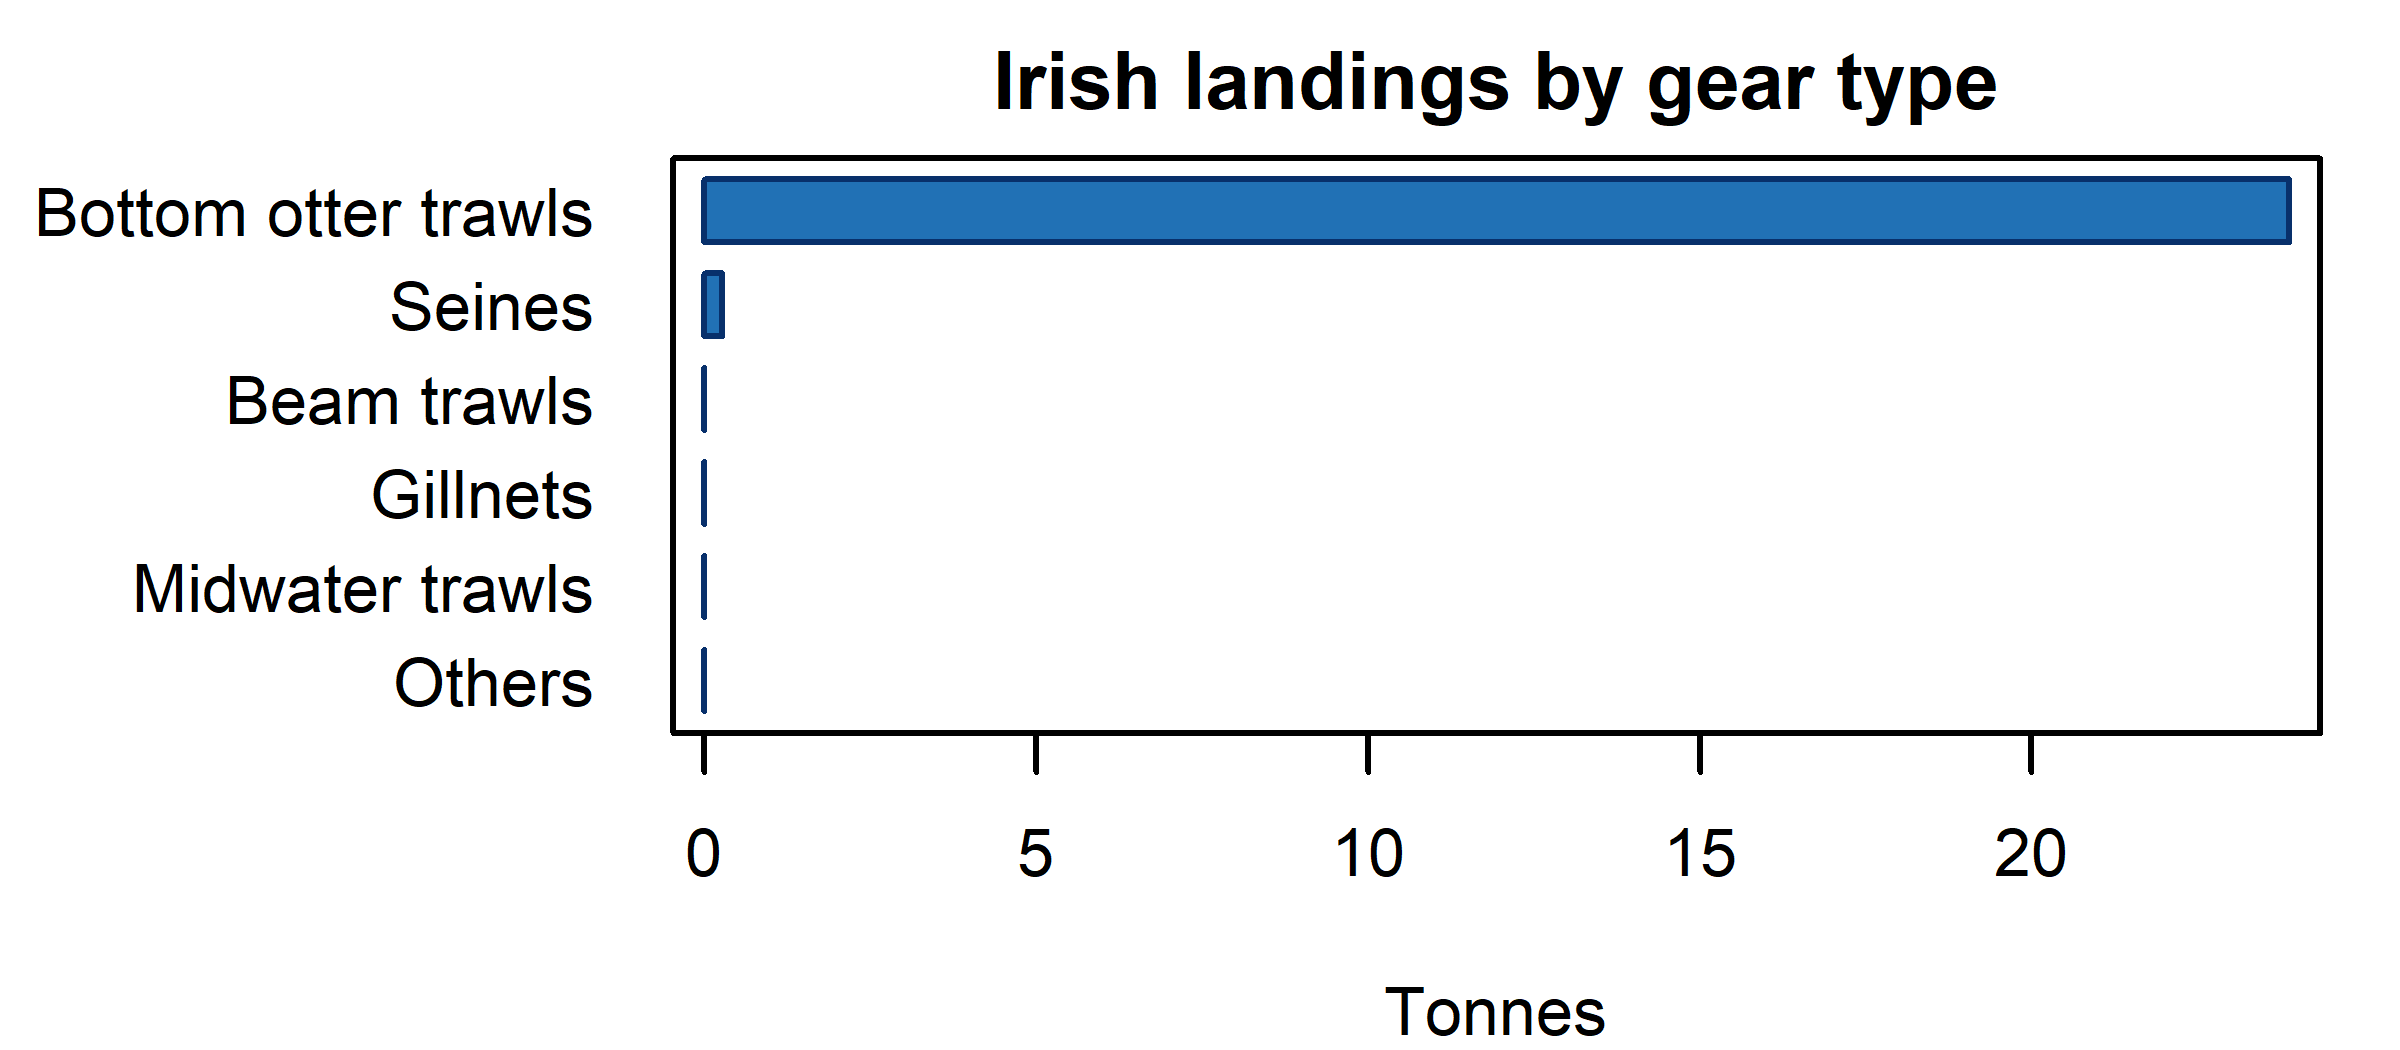 Irish landings by gear type
Bottom otter trawls
Seines
Beam trawls
Gillnets
Midwater trawls
Others
0 5 10 15 20
Tonnes